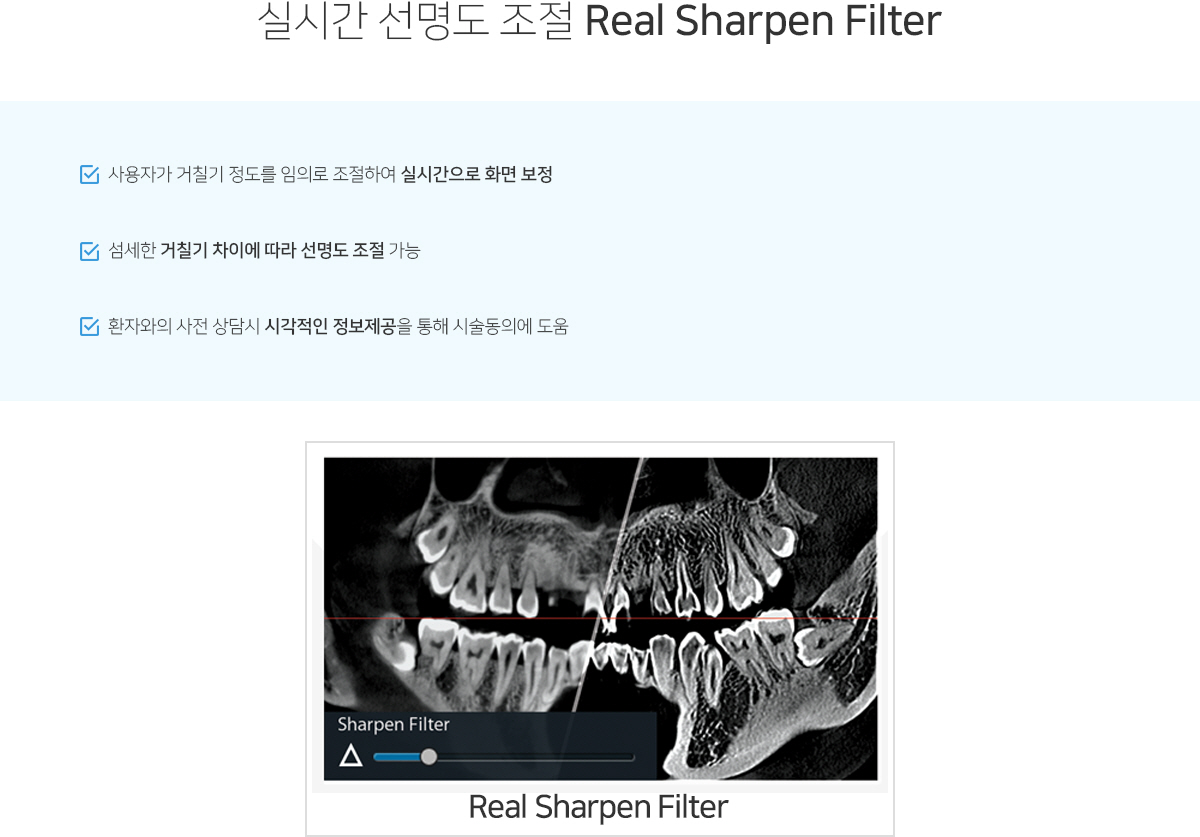 실시간 선명도 조절 Real Sharpen Filter
사용자가 거칠기 정도를 임의로 조절하여 실시간으로 화면 보정
섬세한 거칠기 차이에 따라 선명도 조절 가능
환자와의 사전 상담시 시각적인 정보제공을 통해 시술동의에 도움
Sharpen Filter
Real Sharpen Filter